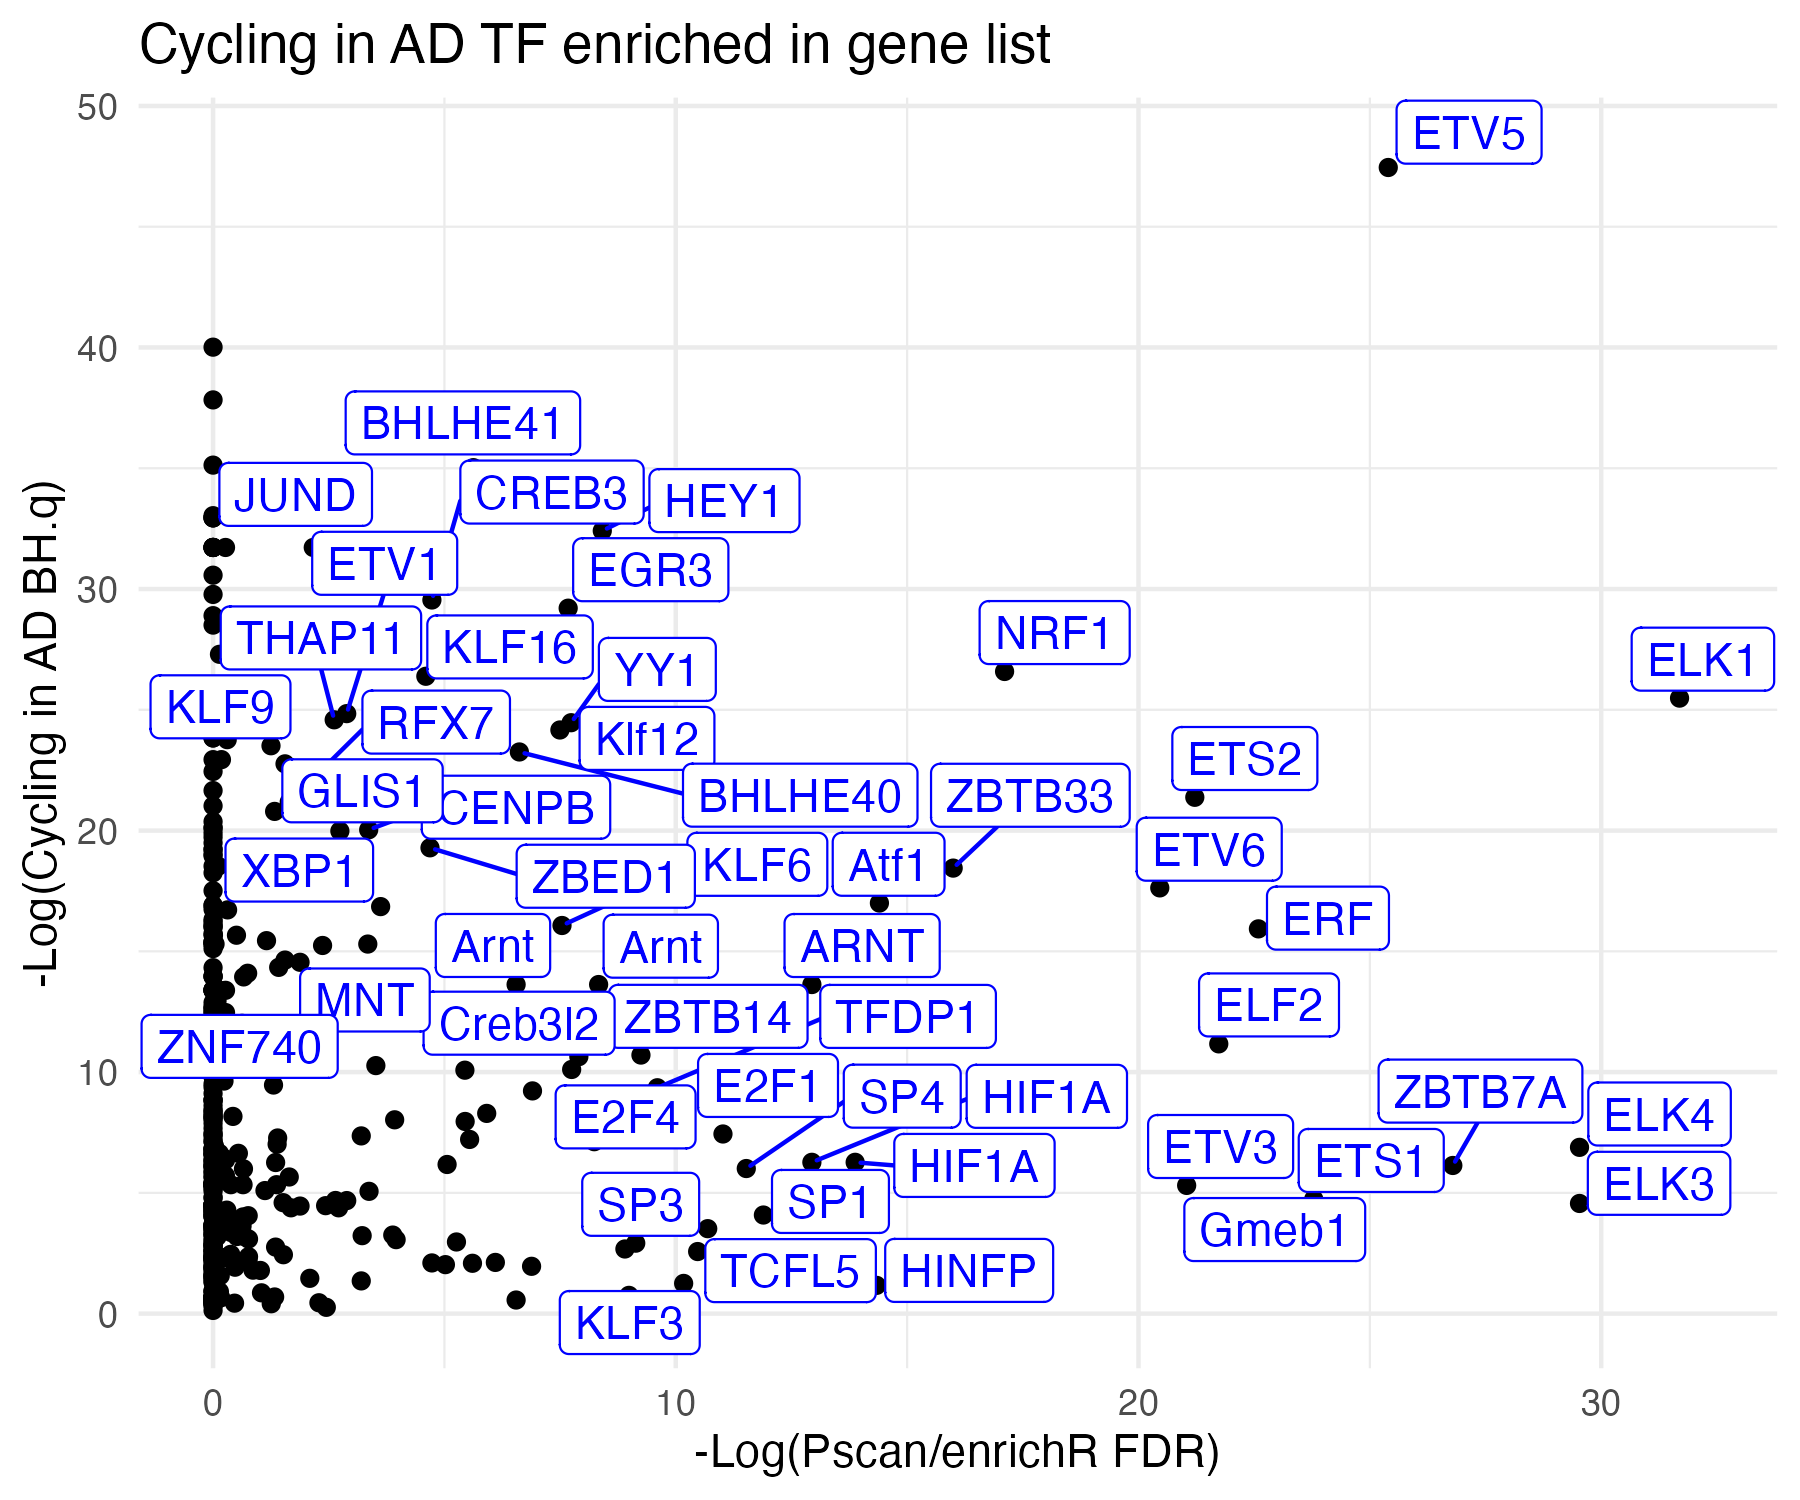 Cycling in AD TF enriched in gene list
50
ETV5
40
BHLHE41
JUND
CREB3
HEY1
ETV1
EGR3
30
THAP11
KLF16
NRF1
YY1
ELK1
KLF9
RFX7
Klf12
ETS2
GLIS1
CENPB
BHLHE40
ZBTB33
20
ETV6
XBP1
ZBED1
KLF6
Atf1
ERF
Arnt
Arnt
ARNT
MNT
Creb3l2
ZBTB14
TFDP1
ELF2
ZNF740
10
E2F1
SP4
HIF1A
ZBTB7A
ELK4
E2F4
ETV3
ETS1
HIF1A
ELK3
SP3
SP1
Gmeb1
TCFL5
HINFP
KLF3
0
0
10
20
30
-Log(Pscan/enrichR FDR)
-Log(Cycling in AD BH.q)